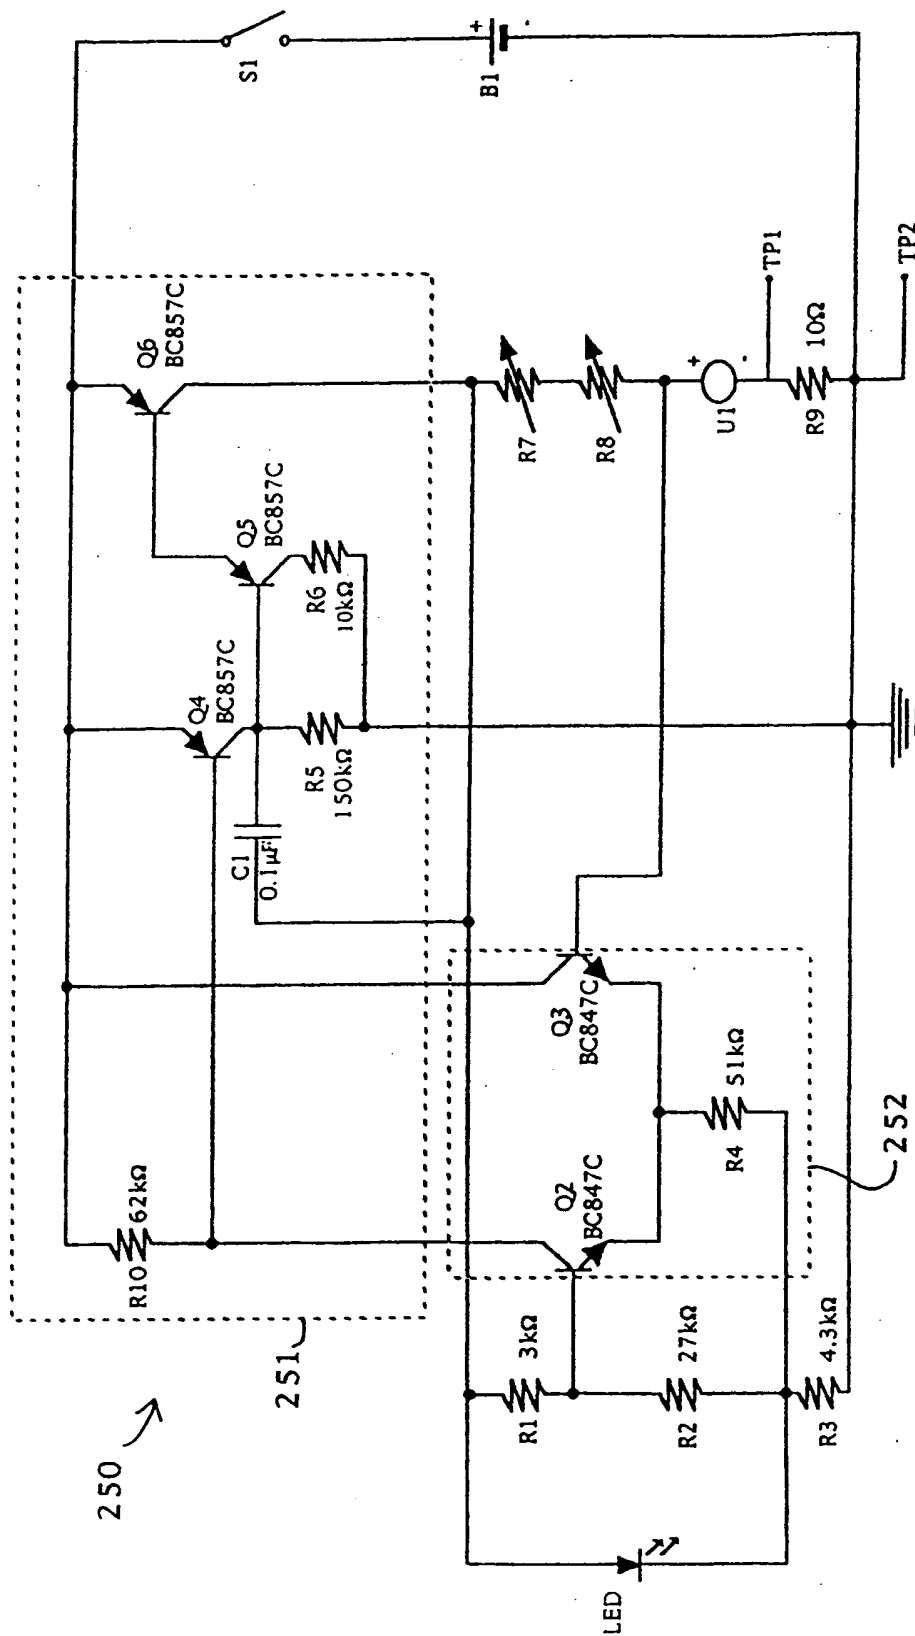 250
251
252
S1
+
-
B1
Q6
BC857C
Q5
BC857C
Q4
BC857C
R10
62kΩ
C1
0.1μF
R5
150kΩ
R6
10kΩ
R7
R8
+
-
U1
TP1
R9
10Ω
TP2
Q3
BC847C
Q2
BC847C
R4
51kΩ
R1
3kΩ
R2
27kΩ
R3
4.3kΩ
LED